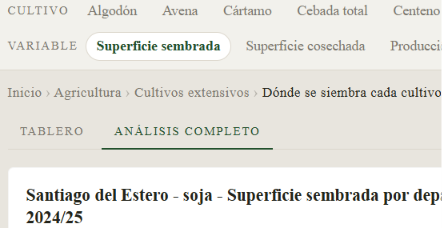 CULTIVO Algodón Avena Cártamo Cebada total Centeno
VARIABLE Superficie sembrada Superficie cosechada Producci
Inicio › Agricultura › Cultivos extensivos › Dónde se siembra cada cultivo
TABLERO ANÁLISIS COMPLETO
Santiago del Estero - soja - Superficie sembrada por dep
2024/25